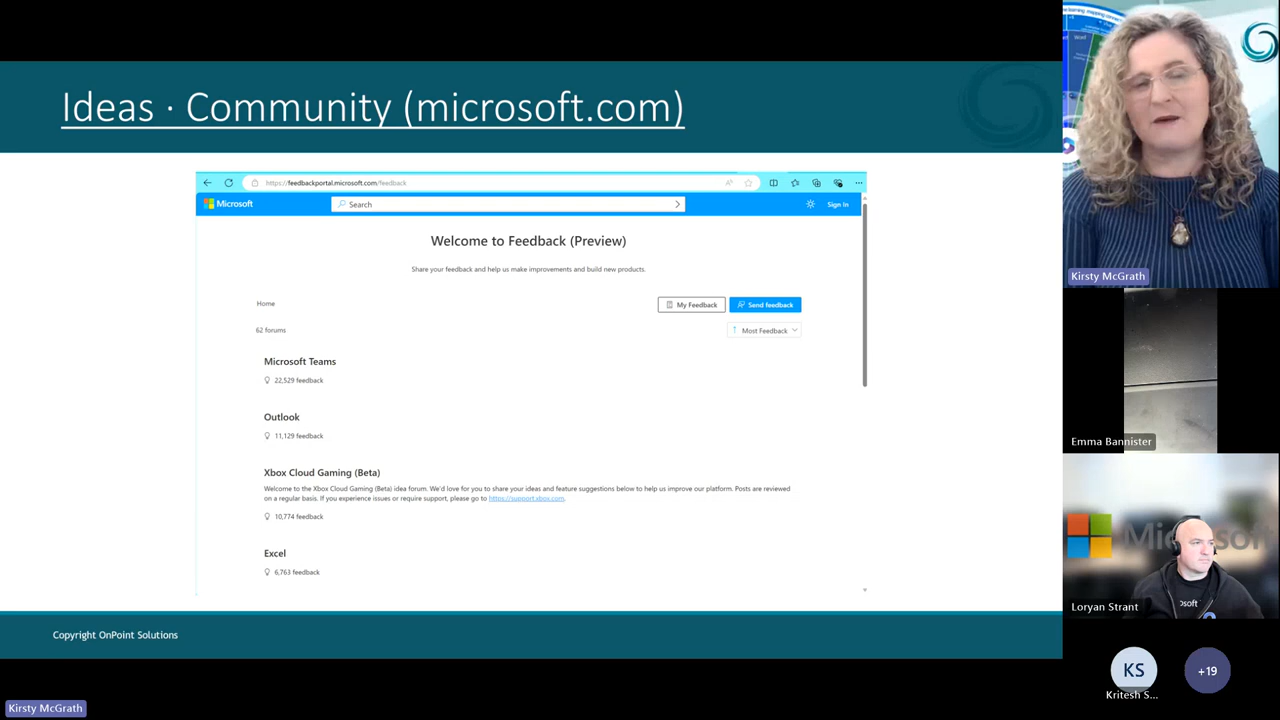 Ideas · Community (microsoft.com)
https://feedbackportal.microsoft.com/feedback
Microsoft
Search
Sign in
Welcome to Feedback (Preview)
Share your feedback and help us make improvements and build new products.
Home
My Feedback
Send feedback
62 forums
Most Feedback
Microsoft Teams
22,529 feedback
Outlook
11,129 feedback
Xbox Cloud Gaming (Beta)
Welcome to the Xbox Cloud Gaming (Beta) idea forum. We'd love for you to share your ideas and feature suggestions below to help us improve our platform. Posts are reviewed
on a regular basis. If you experience issues or require support, please go to https://support.xbox.com.
10,774 feedback
Excel
6,763 feedback
Copyright OnPoint Solutions
Kirsty McGrath
Word
Kirsty McGrath
Emma Bannister
Microsoft
osoft
Loryan Strant
KS
Kritesh S...
+19